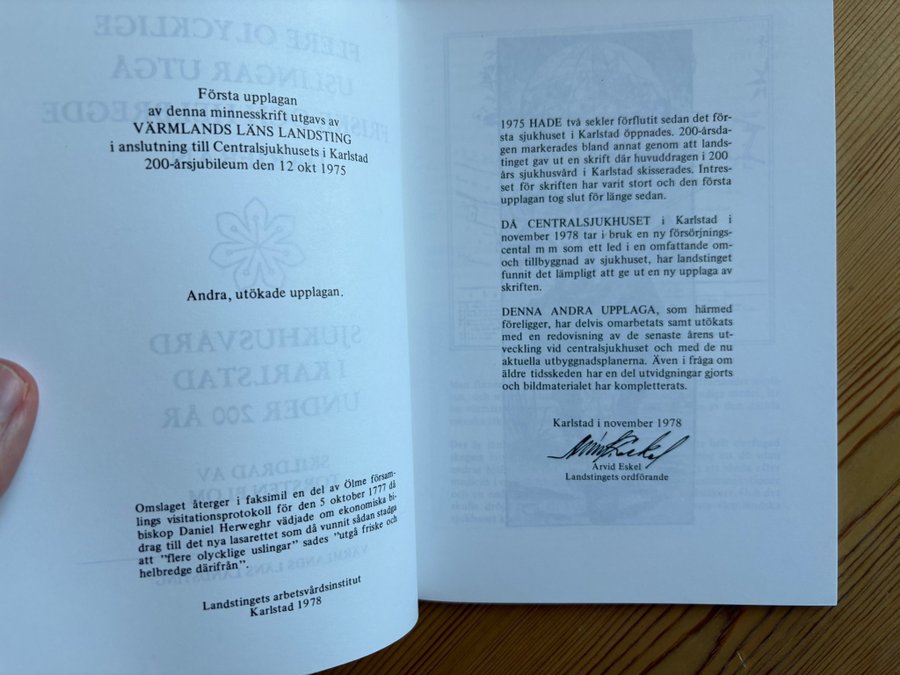 Första upplagan
av denna minnesskrift utgavs av
VÄRMLANDS LÄNS LANDSTING
i anslutning till Centralsjukhusets i Karlstad
200-årsjubileum den 12 okt 1975
Andra, utökade upplagan.
Omslaget återger i faksimil en del av Ölme försam-
lings visitationsprotokoll för den 5 oktober 1777 då
biskop Daniel Herweghr vädjade om ekonomiska bi-
drag till det nya lasarettet som då vunnit sådan stadga
att "flere olycklige uslingar" sades "utgå friske och
helbregde därifrån".
Landstingets arbetsvårdsinstitut
Karlstad 1978
1975 HADE två sekler förflutit sedan det för-
sta sjukhuset i Karlstad öppnades. 200-årsda-
gen markerades bland annat genom att lands-
tinget gav ut en skrift där huvuddragen i 200
års sjukhusvård i Karlstad skisserades. Intres-
set för skriften har varit stort och den första
upplagan tog slut för länge sedan.
DÅ CENTRALSJUKHUSET i Karlstad i
november 1978 tar i bruk en ny försörjnings-
cental m m som ett led i en omfattande om-
och tillbyggnad av sjukhuset, har landstinget
funnit det lämpligt att ge ut en ny upplaga av
skriften.
DENNA ANDRA UPPLAGA, som härmed
föreligger, har delvis omarbetats samt utökats
med en redovisning av de senaste årens ut-
veckling vid centralsjukhuset och med de nu
aktuella utbyggnadsplanerna. Även i fråga om
äldre tidsskeden har en del utvidgningar gjorts
och bildmaterialet har kompletterats.
Karlstad i november 1978
Arvid Eskel
Landstingets ordförande